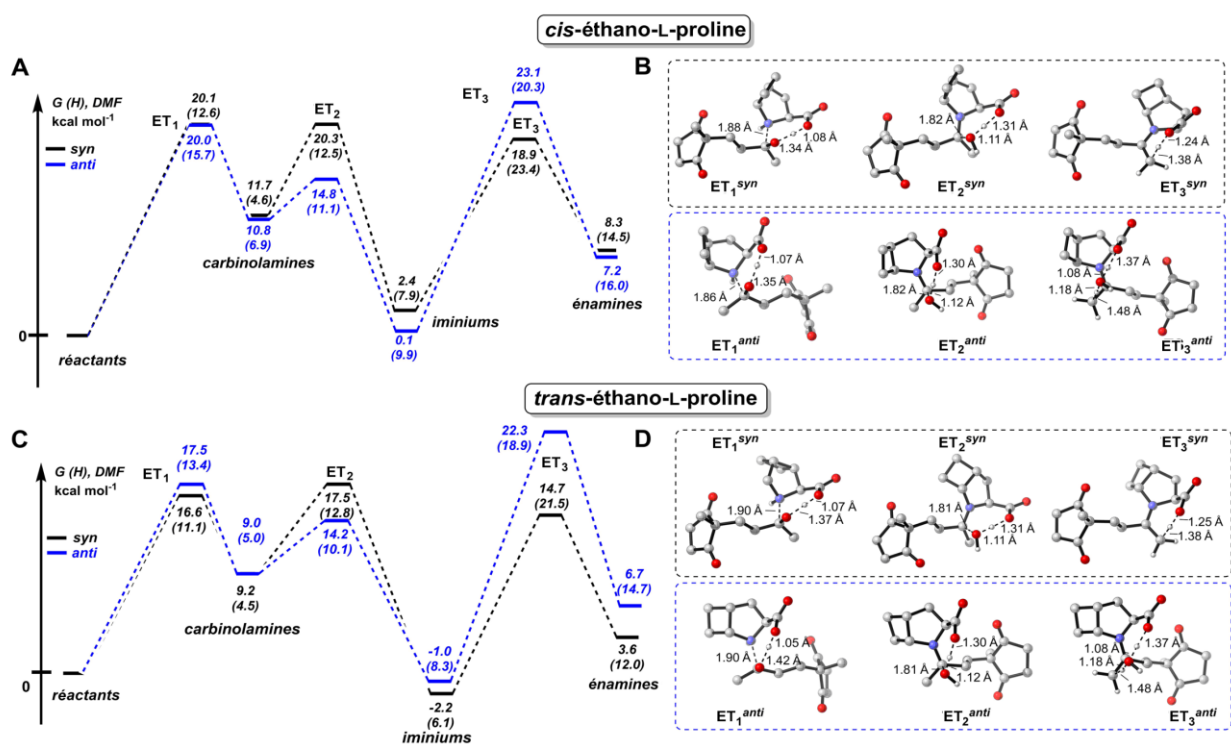 cis-éthano-L-proline
A
G (H), DMF
kcal mol⁻¹
syn
anti
0
réactants
ET₁
20.1
(12.6)
20.0
(15.7)
11.7
(4.6)
10.8
(6.9)
carbinolamines
ET₂
20.3
(12.5)
14.8
(11.1)
2.4
(7.9)
0.1
(9.9)
iminiums
ET₃
23.1
(20.3)
ET₃
18.9
(23.4)
8.3
(14.5)
7.2
(16.0)
énamines
B
1.88 Å
1.08 Å
1.34 Å
ET₁syn
1.82 Å
1.31 Å
1.11 Å
ET₂syn
1.24 Å
1.38 Å
ET₃syn
1.07 Å
1.35 Å
1.86 Å
ET₁anti
1.30 Å
1.82 Å
1.12 Å
ET₂anti
1.37 Å
1.08 Å
1.18 Å
1.48 Å
ET₃anti
trans-éthano-L-proline
C
G (H), DMF
kcal mol⁻¹
syn
anti
0
réactants
17.5
(13.4)
ET₁
16.6
(11.1)
9.0
(5.0)
9.2
(4.5)
carbinolamines
ET₂
17.5
(12.8)
14.2
(10.1)
-1.0
(8.3)
-2.2
(6.1)
iminiums
22.3
(18.9)
ET₃
14.7
(21.5)
6.7
(14.7)
3.6
(12.0)
énamines
D
ET₁syn
1.90 Å
1.07 Å
1.37 Å
ET₂syn
1.81 Å
1.31 Å
1.11 Å
ET₃syn
1.25 Å
1.38 Å
1.05 Å
1.90 Å
1.42 Å
ET₁anti
1.30 Å
1.81 Å
1.12 Å
ET₂anti
1.37 Å
1.08 Å
1.18 Å
1.48 Å
ET₃anti